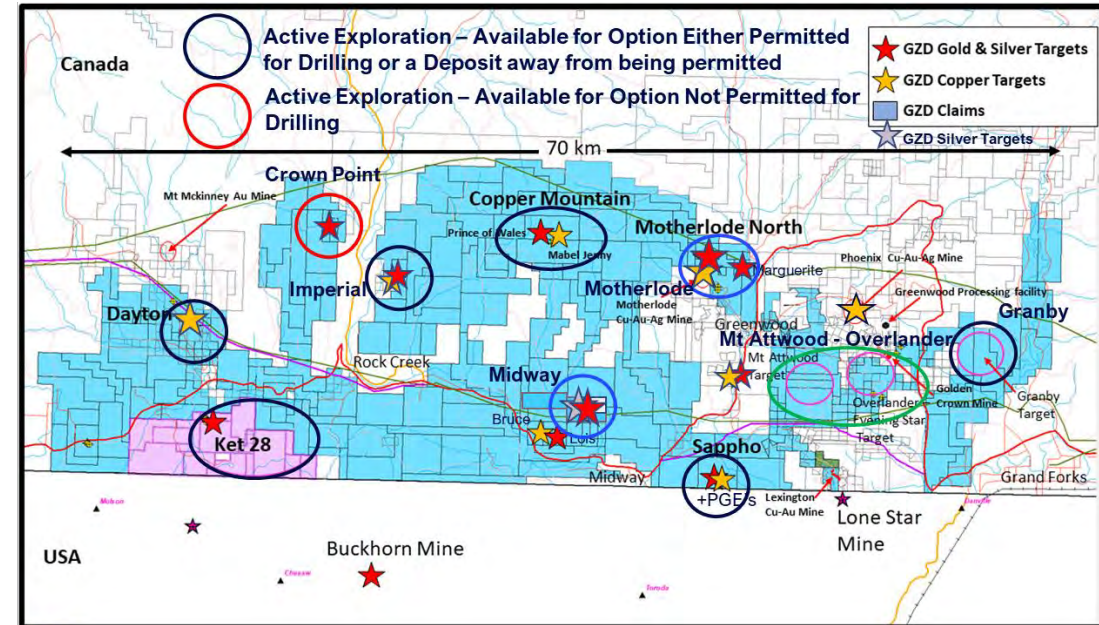 Canada
Active Exploration – Available for Option Either Permitted
for Drilling or a Deposit away from being permitted
Active Exploration – Available for Option Not Permitted for
Drilling
GZD Gold & Silver Targets
GZD Copper Targets
GZD Claims
GZD Silver Targets
70 km
Crown Point
Mt Mckinney Au Mine
Copper Mountain
Prince of Wales
Mabel Jenny
Motherlode North
Marguerite
Phoenix Cu-Au-Ag Mine
Greenwood Processing facility
Imperial
Motherlode
Motherlode
Cu-Au-Ag Mine
Greenwood
Granby
Dayton
Mt Attwood - Overlander
Rock Creek
Mt Attwood
Target
Midway
Golden
Crown Mine
Granby
Target
Overlander
Evening Star
Target
Bruce
Lois
Ket 28
Sappho
Midway
+PGE's
Lexington
Cu-Au Mine
Grand Forks
Lone Star
Mine
Molson
Danville
USA
Buckhorn Mine
Chesaw
Toroda